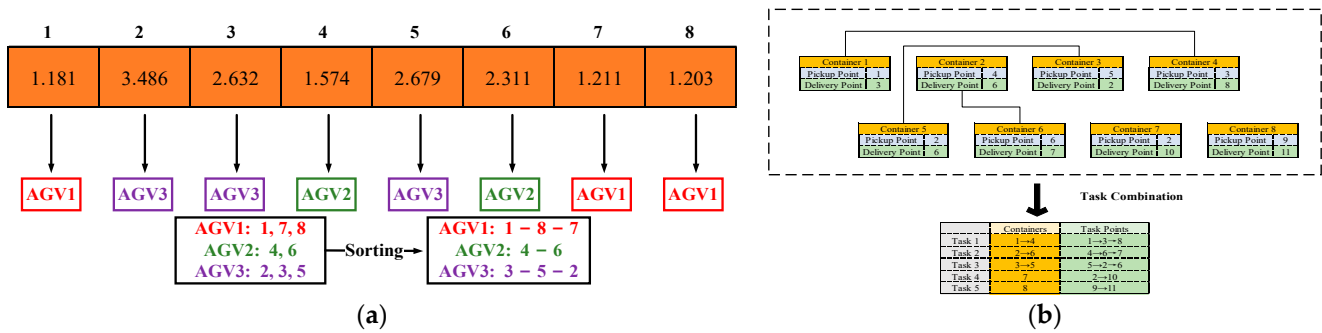 1 2 3 4 5 6 7 8
1.181 3.486 2.632 1.574 2.679 2.311 1.211 1.203
AGV1 AGV3 AGV3 AGV2 AGV3 AGV2 AGV1 AGV1
AGV1: 1, 7, 8
AGV2: 4, 6
AGV3: 2, 3, 5
Sorting
AGV1: 1 − 8 − 7
AGV2: 4 − 6
AGV3: 3 − 5 − 2
(a)
Container 1 Container 2 Container 3 Container 4
Pickup Point 1 Pickup Point 4 Pickup Point 5 Pickup Point 3
Delivery Point 3 Delivery Point 6 Delivery Point 2 Delivery Point 8
Container 5 Container 6 Container 7 Container 8
Pickup Point 2 Pickup Point 6 Pickup Point 2 Pickup Point 9
Delivery Point 6 Delivery Point 7 Delivery Point 10 Delivery Point 11
Task Combination
Containers Task Points
Task 1 1→4 1→3→8
Task 2 2→6 4→6→7
Task 3 3→5 5→2→6
Task 4 7 2→10
Task 5 8 9→11
(b)